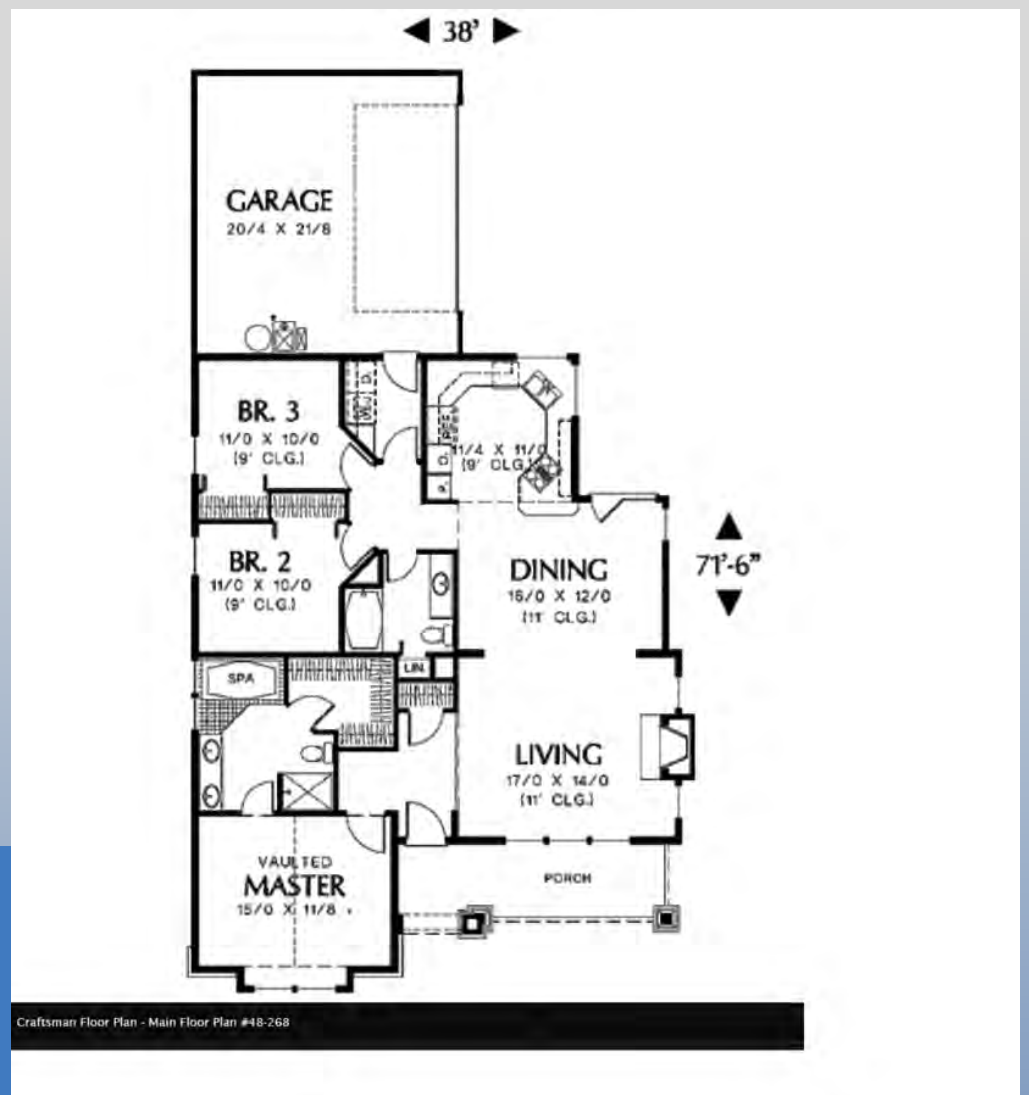 38'
GARAGE
20/4 X 21/8
BR. 3
11/0 X 10/0
(9' CLG.)
W.
D.
REF.
11/4 X 11/0
(9' CLG.)
O.
P.
BR. 2
11/0 X 10/0
(9' CLG.)
DINING
16/0 X 12/0
(11' CLG.)
71'-6"
LIN.
SPA
LIVING
17/0 X 14/0
(11' CLG.)
VAULTED
MASTER
15/0 X 11/8
PORCH
Craftsman Floor Plan - Main Floor Plan #48-268